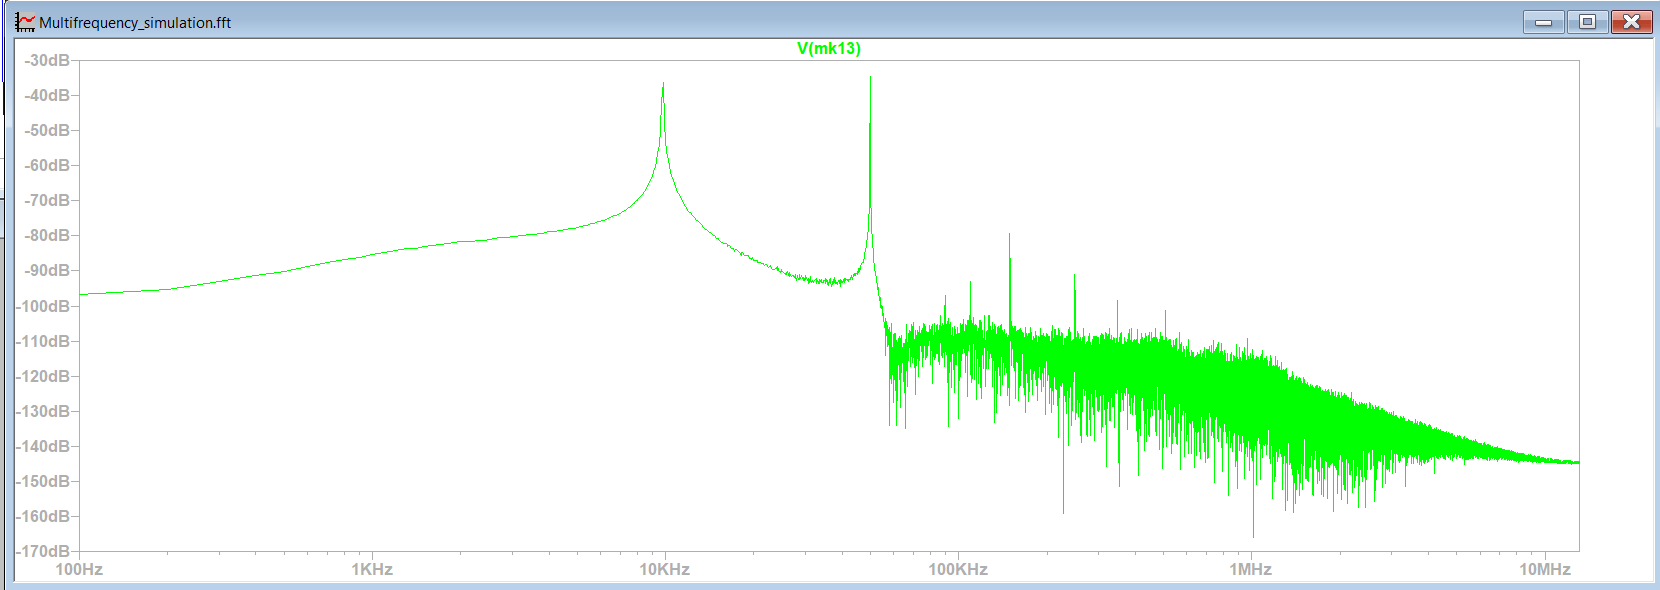 Multifrequency_simulation.fft
V(mk13)
-30dB
-40dB
-50dB
-60dB
-70dB
-80dB
-90dB
-100dB
-110dB
-120dB
-130dB
-140dB
-150dB
-160dB
-170dB
100Hz 1KHz 10KHz 100KHz 1MHz 10MHz